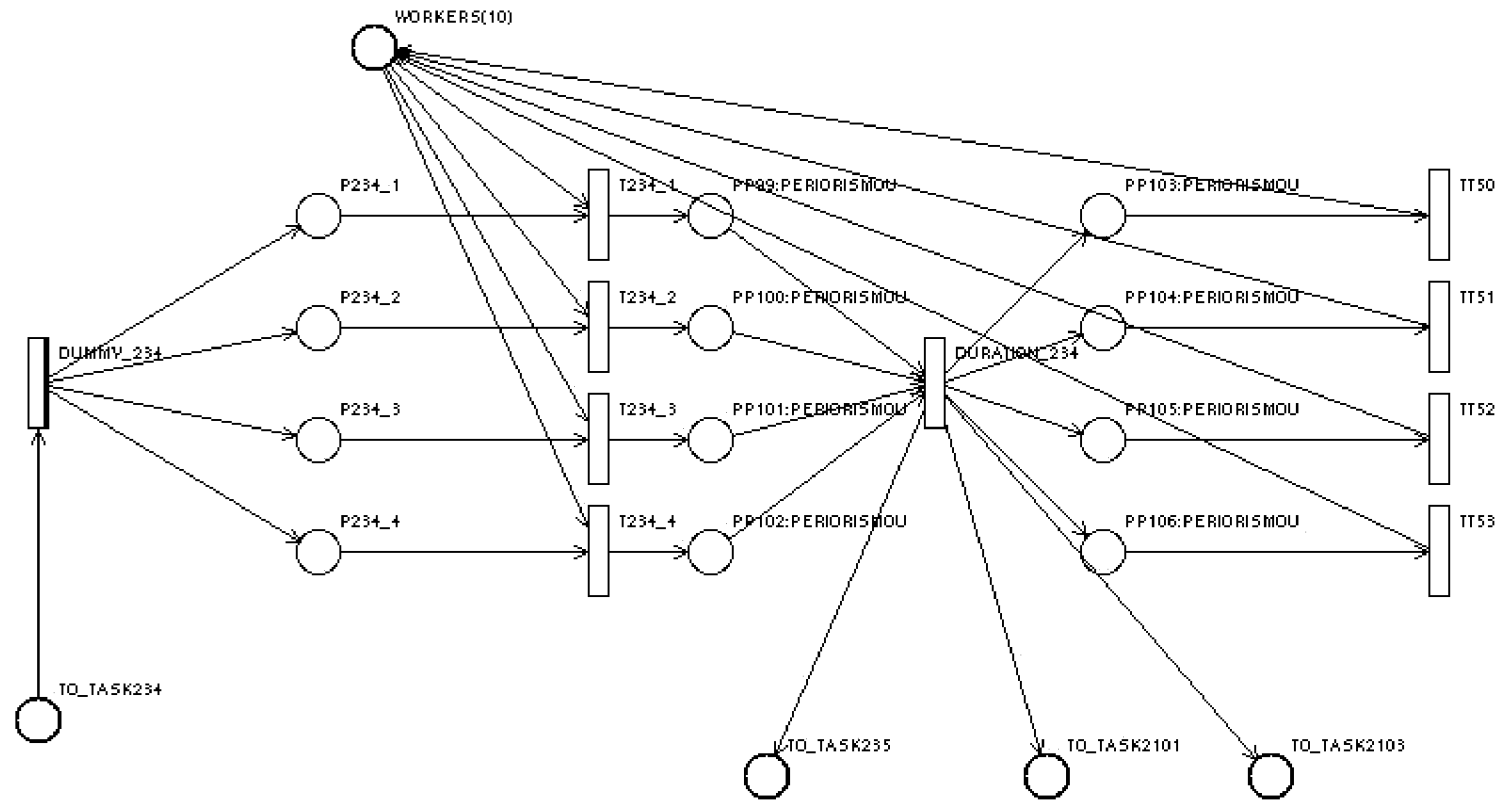 WORKERS(10)
P234_1
T234_1
PP99:PERIORISMOU
PP103:PERIORISMOU
TT50
P234_2
T234_2
PP100:PERIORISMOU
PP104:PERIORISMOU
TT51
DUMMY_234
DURATION_234
P234_3
T234_3
PP101:PERIORISMOU
PP105:PERIORISMOU
TT52
P234_4
T234_4
PP102:PERIORISMOU
PP106:PERIORISMOU
TT53
TO_TASK234
TO_TASK235
TO_TASK2101
TO_TASK2103